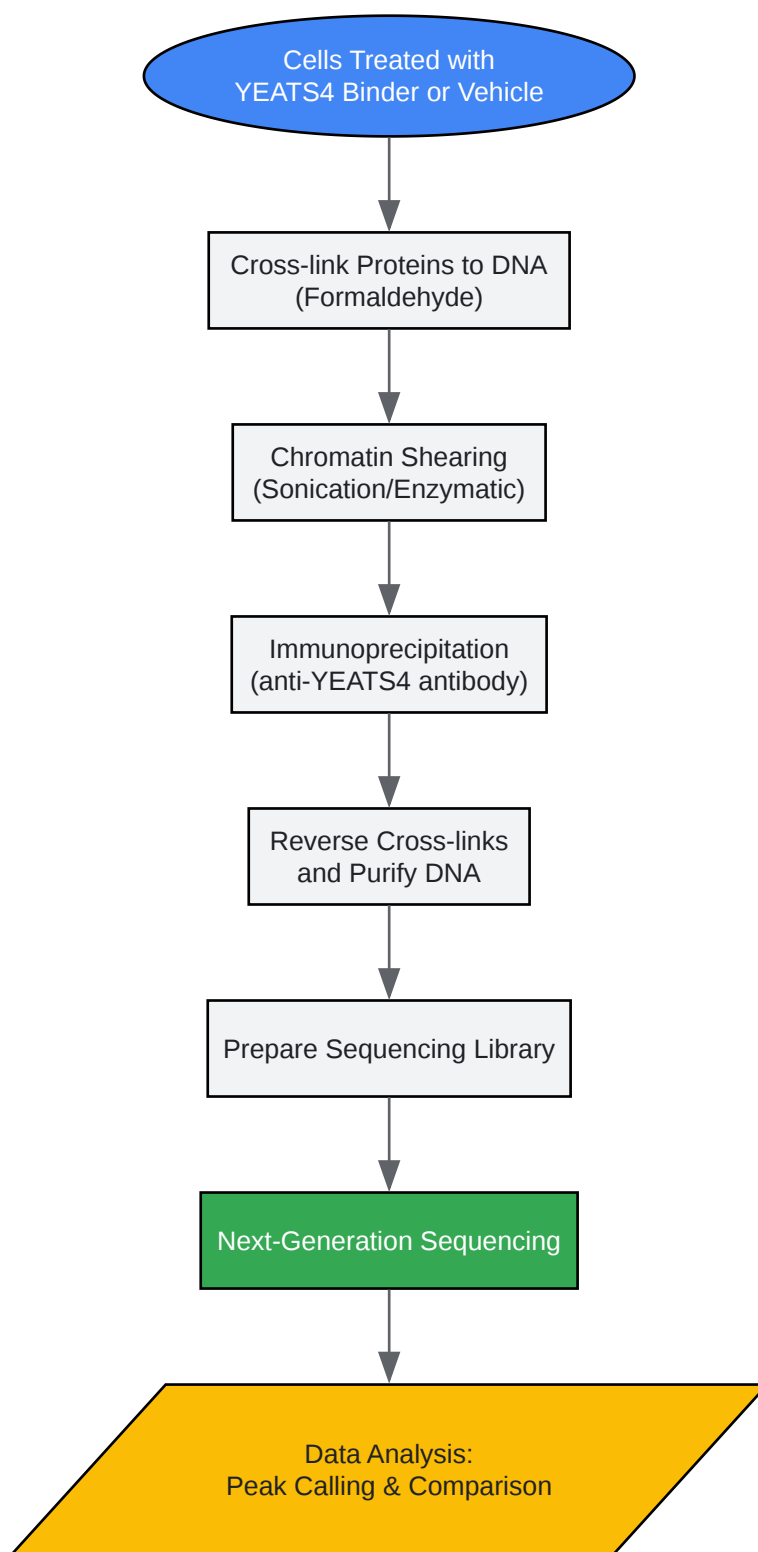 Cells Treated with
YEATS4 Binder or Vehicle
Cross-link Proteins to DNA
(Formaldehyde)
Chromatin Shearing
(Sonication/Enzymatic)
Immunoprecipitation
(anti-YEATS4 antibody)
Reverse Cross-links
and Purify DNA
Prepare Sequencing Library
Next-Generation Sequencing
Data Analysis:
Peak Calling & Comparison